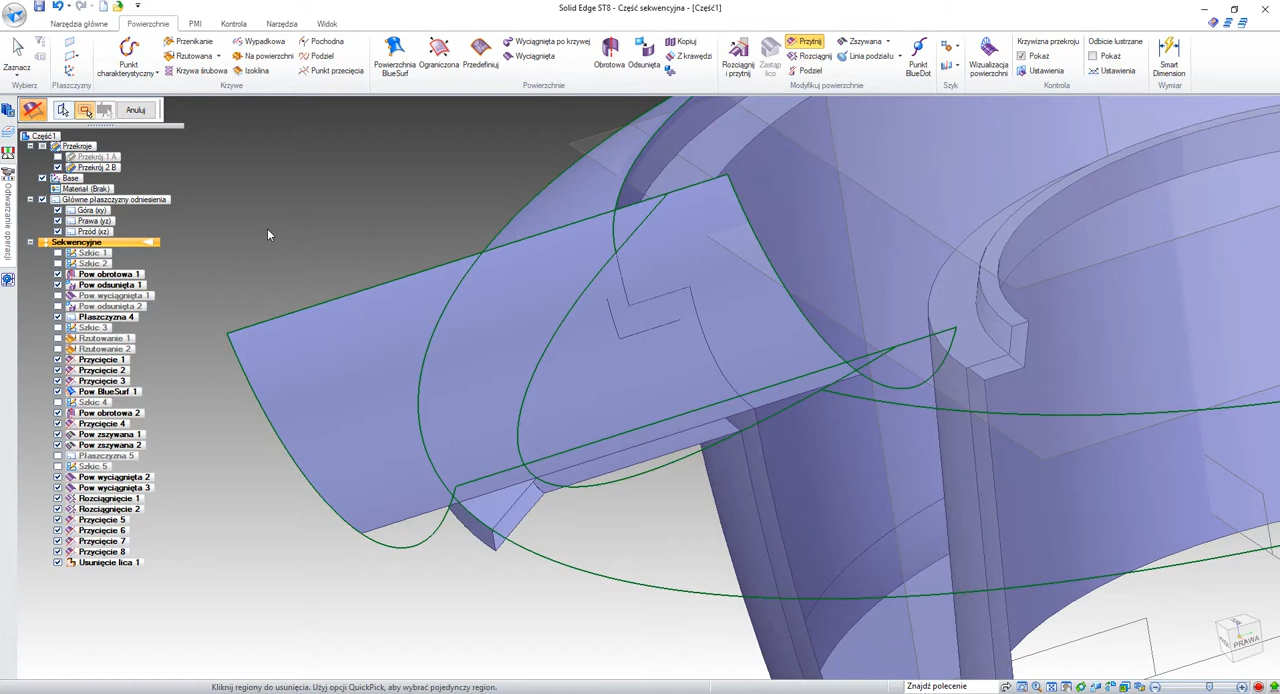 Solid Edge ST8 - Część sekwencyjna - [Część1]
Narzędzia główne Powierzchnie PMI Kontrola Narzędzia Widok
Zaznacz
Wybierz
Płaszczyzny
Punkt charakterystyczny
Przenikanie
Rzutowane
Krzywa śrubowa
Wypadkowa
Na powierzchni
Izoklina
Pochodna
Podziel
Punkt przecięcia
Krzywe
Powierzchnia BlueSurf
Ograniczona
Predefiniuj
Wyciągnięta po krzywej
Wyciągnięta
Obrotowa
Odsunięta
Kopiuj
Z krawędzi
Powierzchnie
Rozciągnij i przytnij
Zastąp lico
Przytnij
Rozciągnij
Podziel
Zszywana
Linia podziału
Modyfikuj powierzchnie
Punkt BlueDot
Szyk
Wizualizacja powierzchni
Krzywizna przekroju
Pokaż
Ustawienia
Odbicie lustrzane
Pokaż
Ustawienia
Kontrola
Smart Dimension
Wymiar
Anuluj
Odtwarzanie operacji
Część1
Przekroje
Przekrój 1 A
Przekrój 2 B
Base
Materiał (Brak)
Główne płaszczyzny odniesienia
Góra (xy)
Prawa (yz)
Przód (xz)
Sekwencyjne
Szkic 1
Szkic 2
Pow obrotowa 1
Pow odsunięta 1
Pow wyciągnięta 1
Pow odsunięta 2
Płaszczyzna 4
Szkic 3
Rzutowanie 1
Rzutowanie 2
Przycięcie 1
Przycięcie 2
Przycięcie 3
Pow BlueSurf 1
Szkic 4
Pow obrotowa 2
Przycięcie 4
Pow zszywana 1
Pow zszywana 2
Płaszczyzna 5
Szkic 5
Pow wyciągnięta 2
Pow wyciągnięta 3
Rozciągnięcie 1
Rozciągnięcie 2
Przycięcie 5
Przycięcie 6
Przycięcie 7
Przycięcie 8
Usunięcie lica 1
PRAWA
Kliknij regiony do usunięcia. Użyj opcji QuickPick, aby wybrać pojedynczy region.
Znajdź polecenie